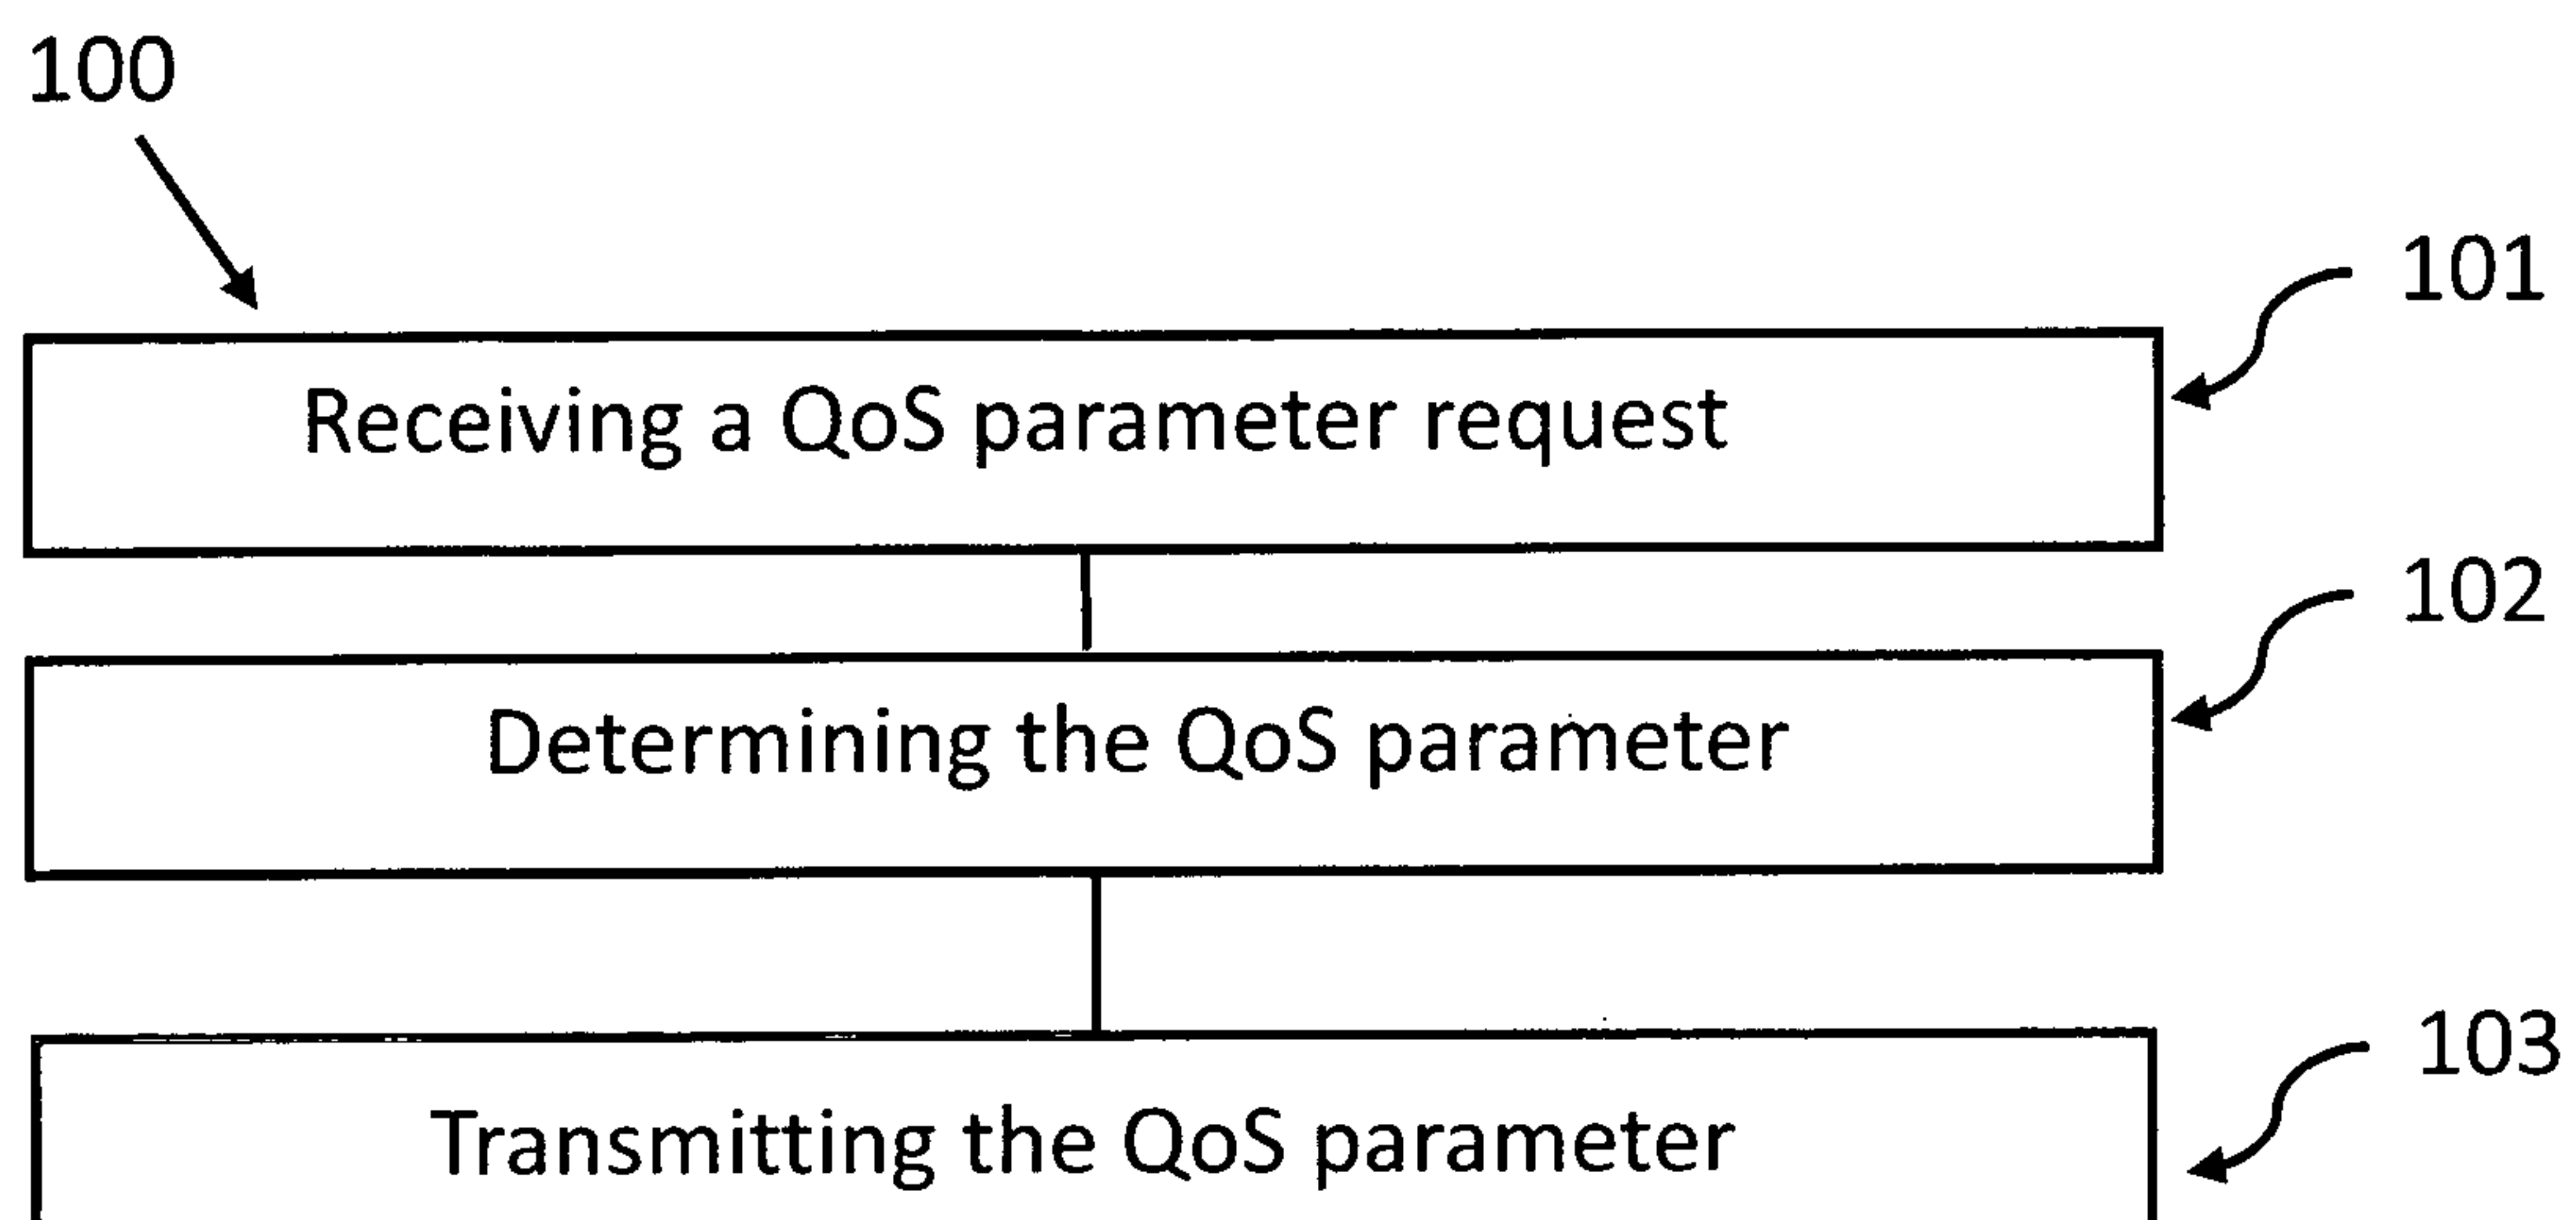 100
101
Receiving a QoS parameter request
102
Determining the QoS parameter
103
Transmitting the QoS parameter